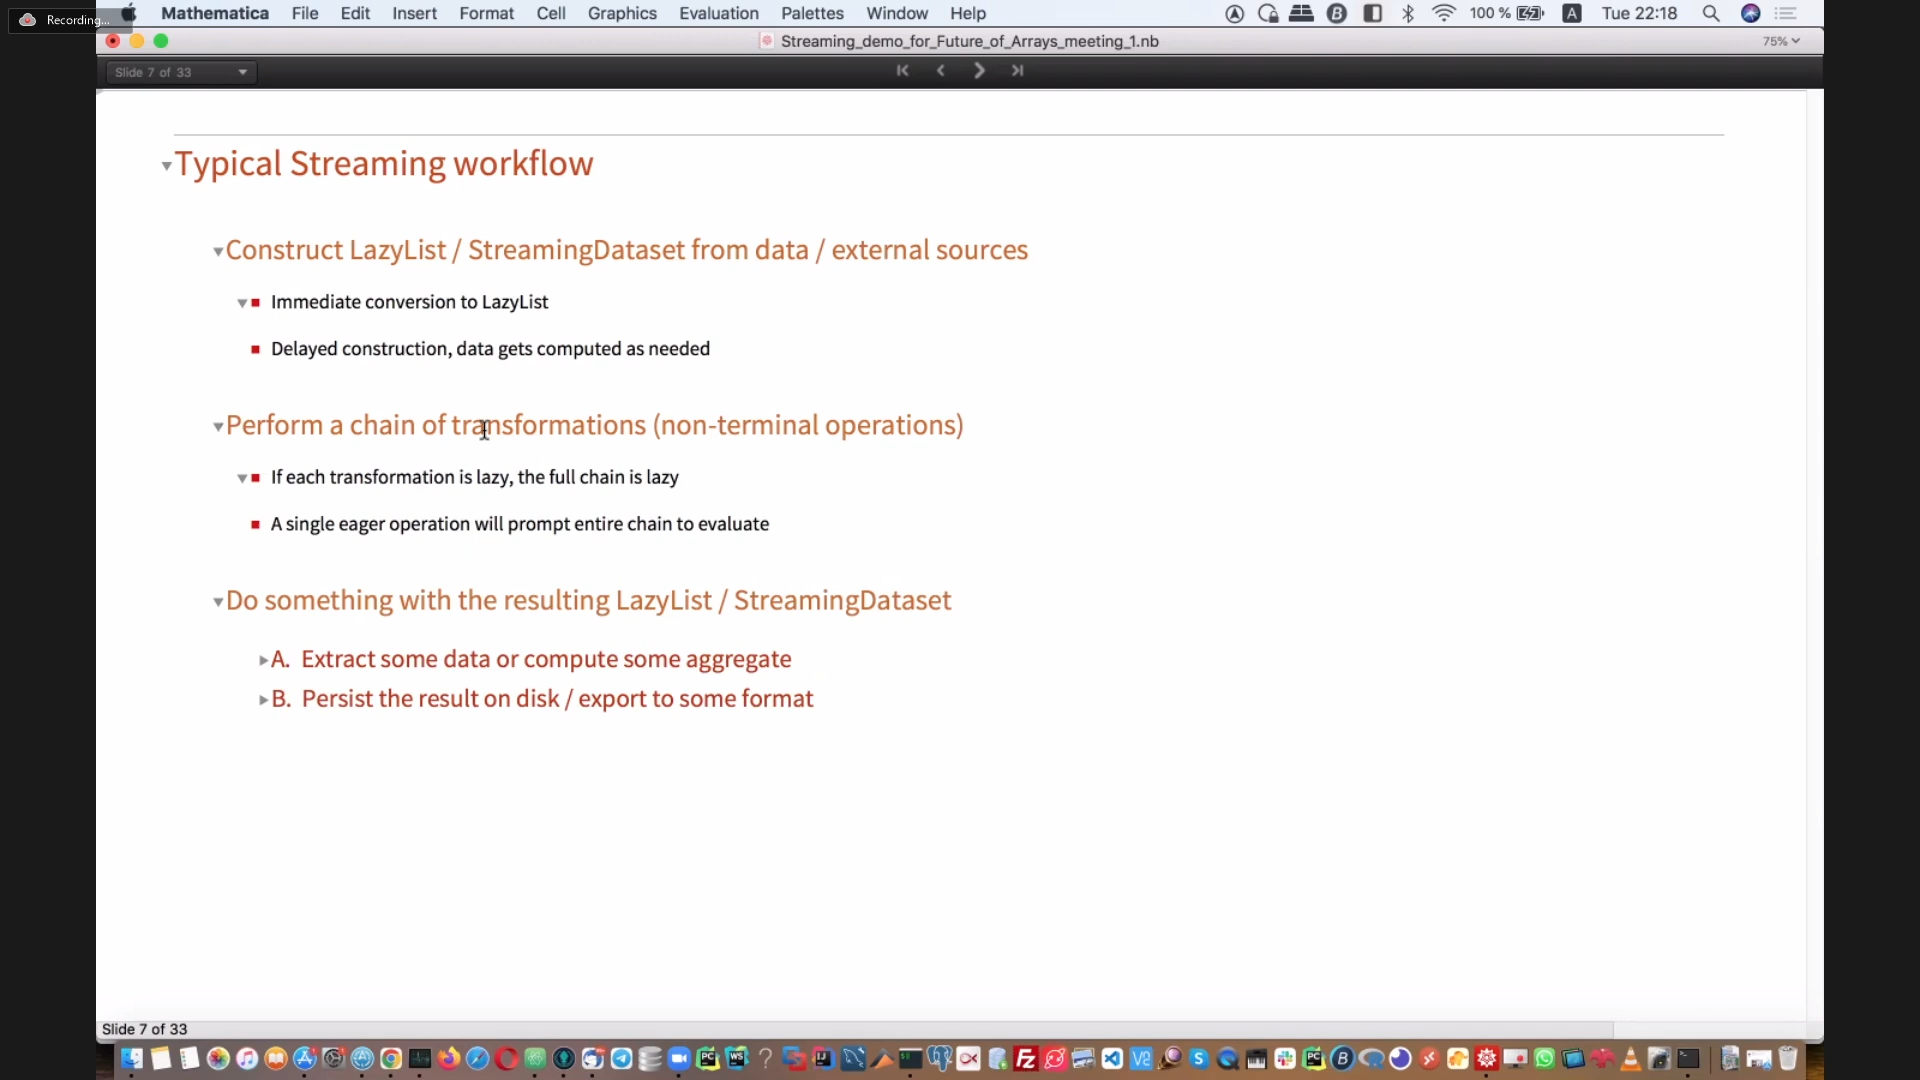 Recording...
Mathematica File Edit Insert Format Cell Graphics Evaluation Palettes Window Help
100 % A Tue 22:18
Streaming_demo_for_Future_of_Arrays_meeting_1.nb
75%
Slide 7 of 33
Typical Streaming workflow
Construct LazyList / StreamingDataset from data / external sources
Immediate conversion to LazyList
Delayed construction, data gets computed as needed
Perform a chain of transformations (non-terminal operations)
If each transformation is lazy, the full chain is lazy
A single eager operation will prompt entire chain to evaluate
Do something with the resulting LazyList / StreamingDataset
A. Extract some data or compute some aggregate
B. Persist the result on disk / export to some format
Slide 7 of 33